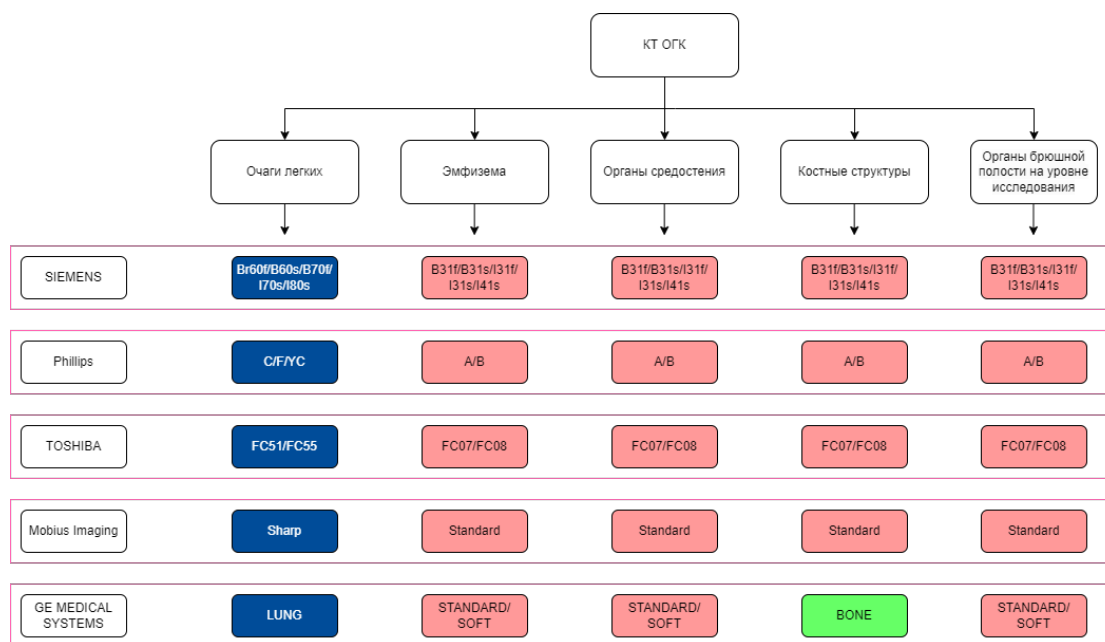 КТ ОГК
Очаги легких
Эмфизема
Органы средостения
Костные структуры
Органы брюшной
полости на уровне
исследования
SIEMENS
Br60f/B60s/B70f/
I70s/I80s
B31f/B31s/I31f/
I31s/I41s
B31f/B31s/I31f/
I31s/I41s
B31f/B31s/I31f/
I31s/I41s
B31f/B31s/I31f/
I31s/I41s
Phillips
C/F/YC
A/B
A/B
A/B
A/B
TOSHIBA
FC51/FC55
FC07/FC08
FC07/FC08
FC07/FC08
FC07/FC08
Mobius Imaging
Sharp
Standard
Standard
Standard
Standard
GE MEDICAL
SYSTEMS
LUNG
STANDARD/
SOFT
STANDARD/
SOFT
BONE
STANDARD/
SOFT